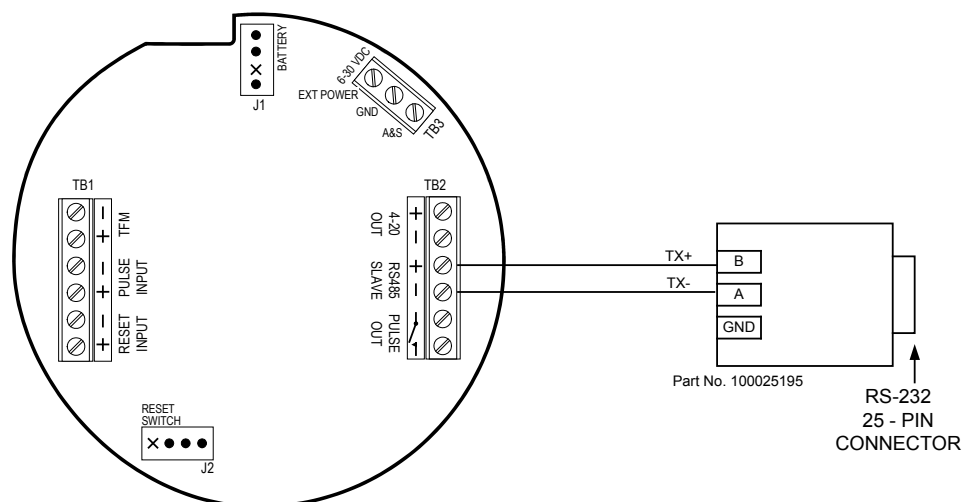 BATTERY
J1
6-30 VDC
EXT POWER
GND
A&S
TB3
TB1
- TFM
+
- PULSE
+ INPUT
- RESET
+ INPUT
TB2
+ 4-20
- OUT
+ RS485
- SLAVE
PULSE
OUT
TX+
TX-
B
A
GND
Part No. 100025195
RS-232
25 - PIN
CONNECTOR
RESET
SWITCH
J2